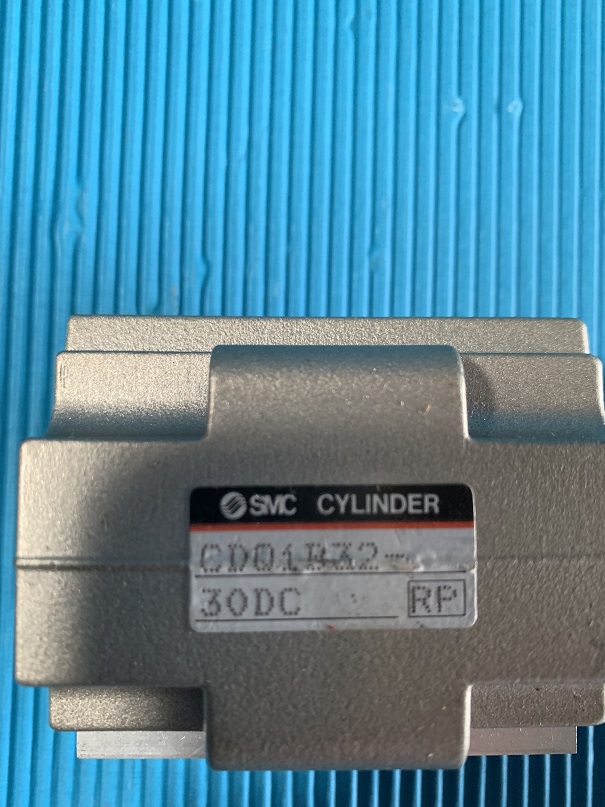 SMC CYLINDER
CDQ1B32-
30DC RP